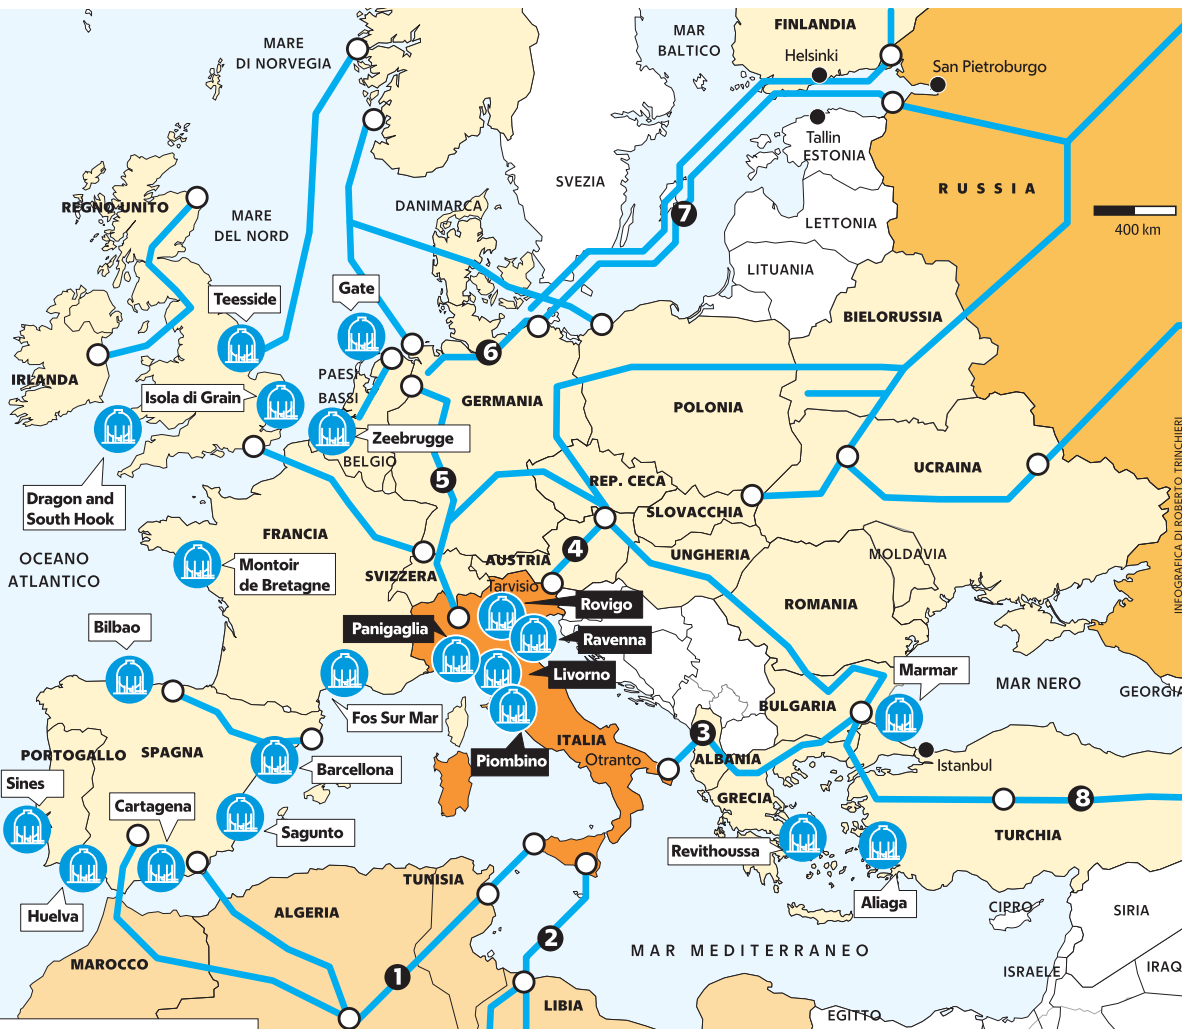 FINLANDIA
MAR
BALTICO
Helsinki
San Pietroburgo
MARE
DI NORVEGIA
Tallin
ESTONIA
SVEZIA
RUSSIA
DANIMARCA
REGNO UNITO
MARE
DEL NORD
7
LETTONIA
400 km
LITUANIA
Teesside
Gate
BIELORUSSIA
6
IRLANDA
PAESI
BASSI
Isola di Grain
GERMANIA
POLONIA
Zeebrugge
BELGIO
UCRAINA
5
REP. CECA
Dragon and
South Hook
SLOVACCHIA
FRANCIA
OCEANO
ATLANTICO
Montoir
de Bretagne
SVIZZERA
AUSTRIA
4
UNGHERIA
MOLDAVIA
Tarvisio
Rovigo
ROMANIA
INFOGRAFICA DI ROBERTO TRINCHIERI
Bilbao
Panigaglia
Ravenna
Livorno
Marmar
MAR NERO
GEORGIA
Fos Sur Mar
BULGARIA
PORTOGALLO
SPAGNA
ITALIA
3
Piombino
Otranto
ALBANIA
Istanbul
Barcellona
Sines
Cartagena
GRECIA
8
Sagunto
TURCHIA
Revithoussa
TUNISIA
Huelva
ALGERIA
Aliaga
CIPRO
SIRIA
2
MAR MEDITERRANEO
MAROCCO
1
ISRAELE
IRAQ
LIBIA
EGITTO